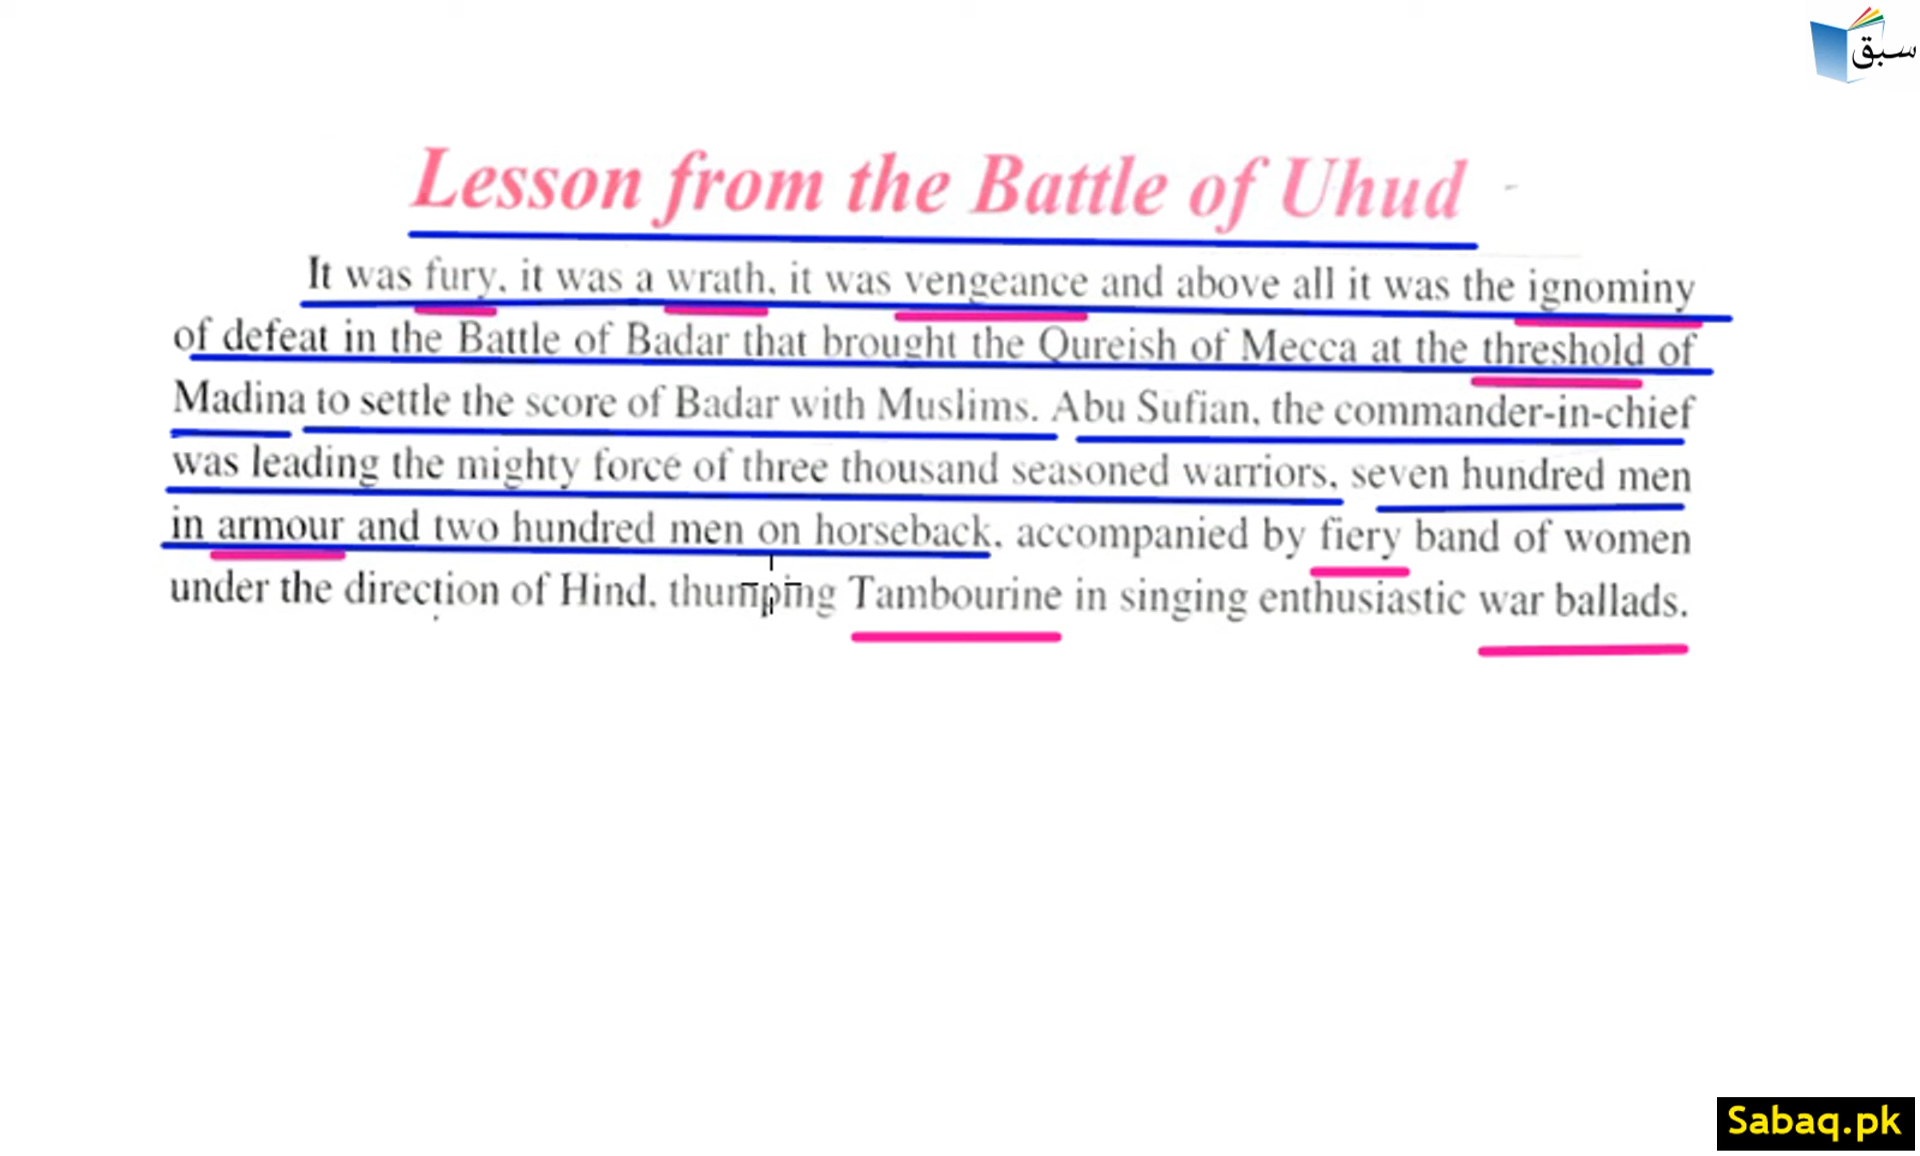 سبق
Lesson from the Battle of Uhud
It was fury, it was a wrath, it was vengeance and above all it was the ignominy
of defeat in the Battle of Badar that brought the Qureish of Mecca at the threshold of
Madina to settle the score of Badar with Muslims. Abu Sufian, the commander-in-chief
was leading the mighty force of three thousand seasoned warriors, seven hundred men
in armour and two hundred men on horseback, accompanied by fiery band of women
under the direction of Hind, thumping Tambourine in singing enthusiastic war ballads.
Sabaq.pk